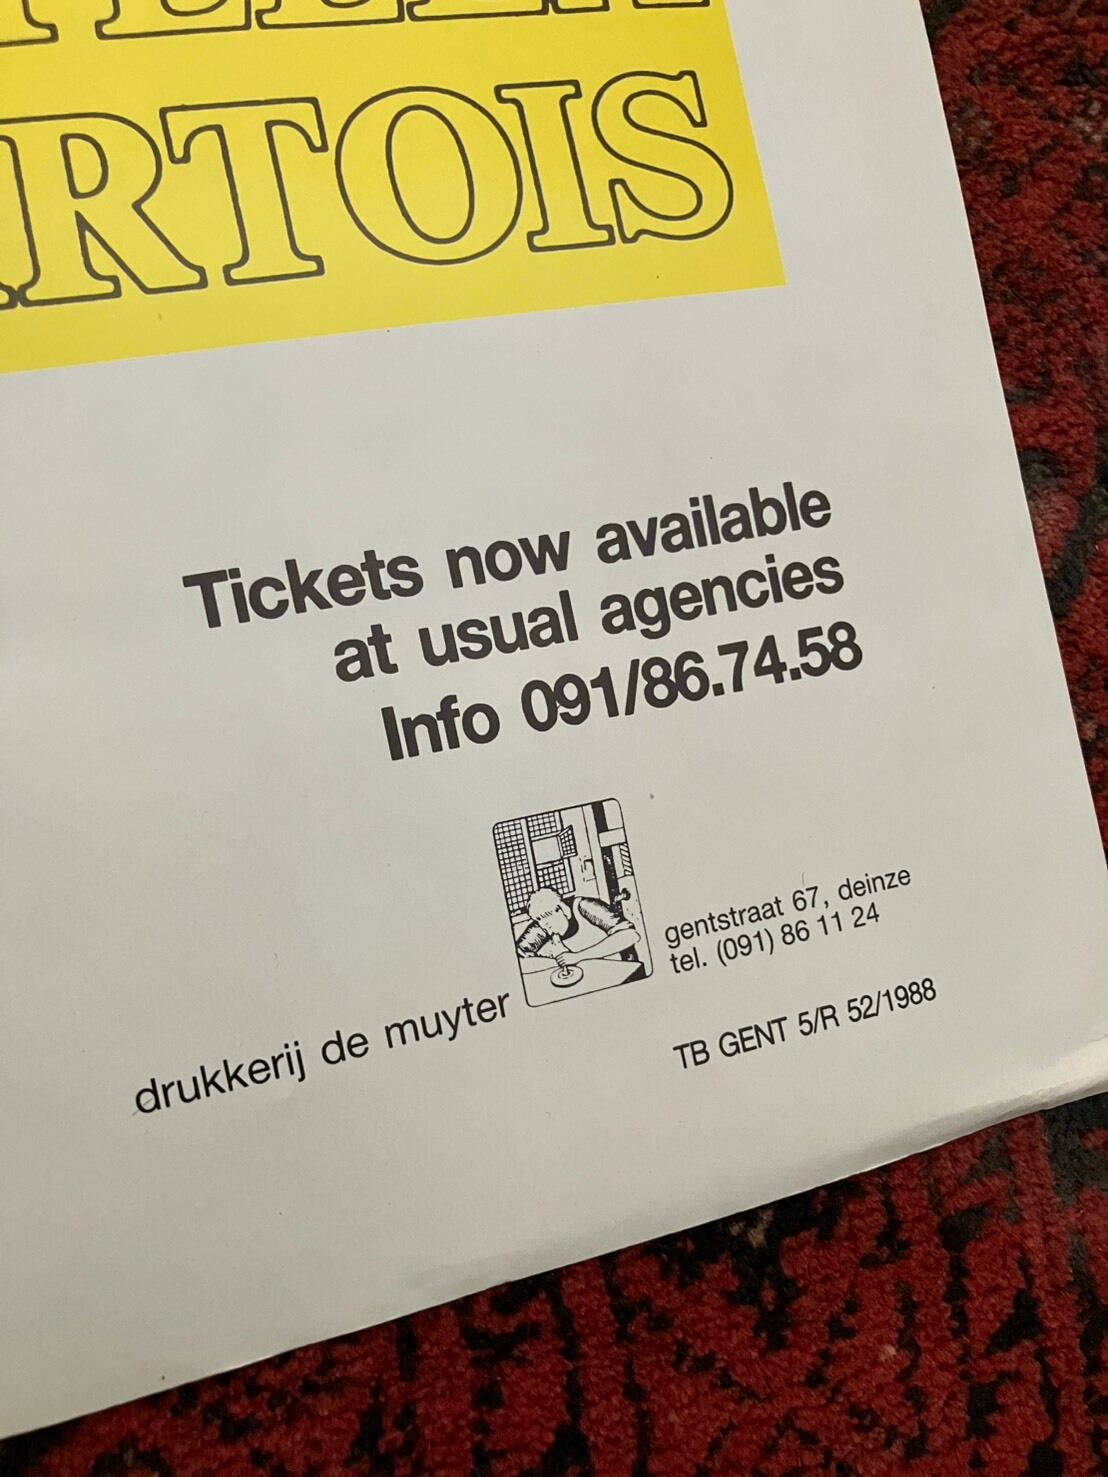 ARTOIS
Tickets now available
at usual agencies
Info 091/86.74.58
drukkerij de muyter
gentstraat 67, deinze
tel. (091) 86 11 24
TB GENT 5/R 52/1988